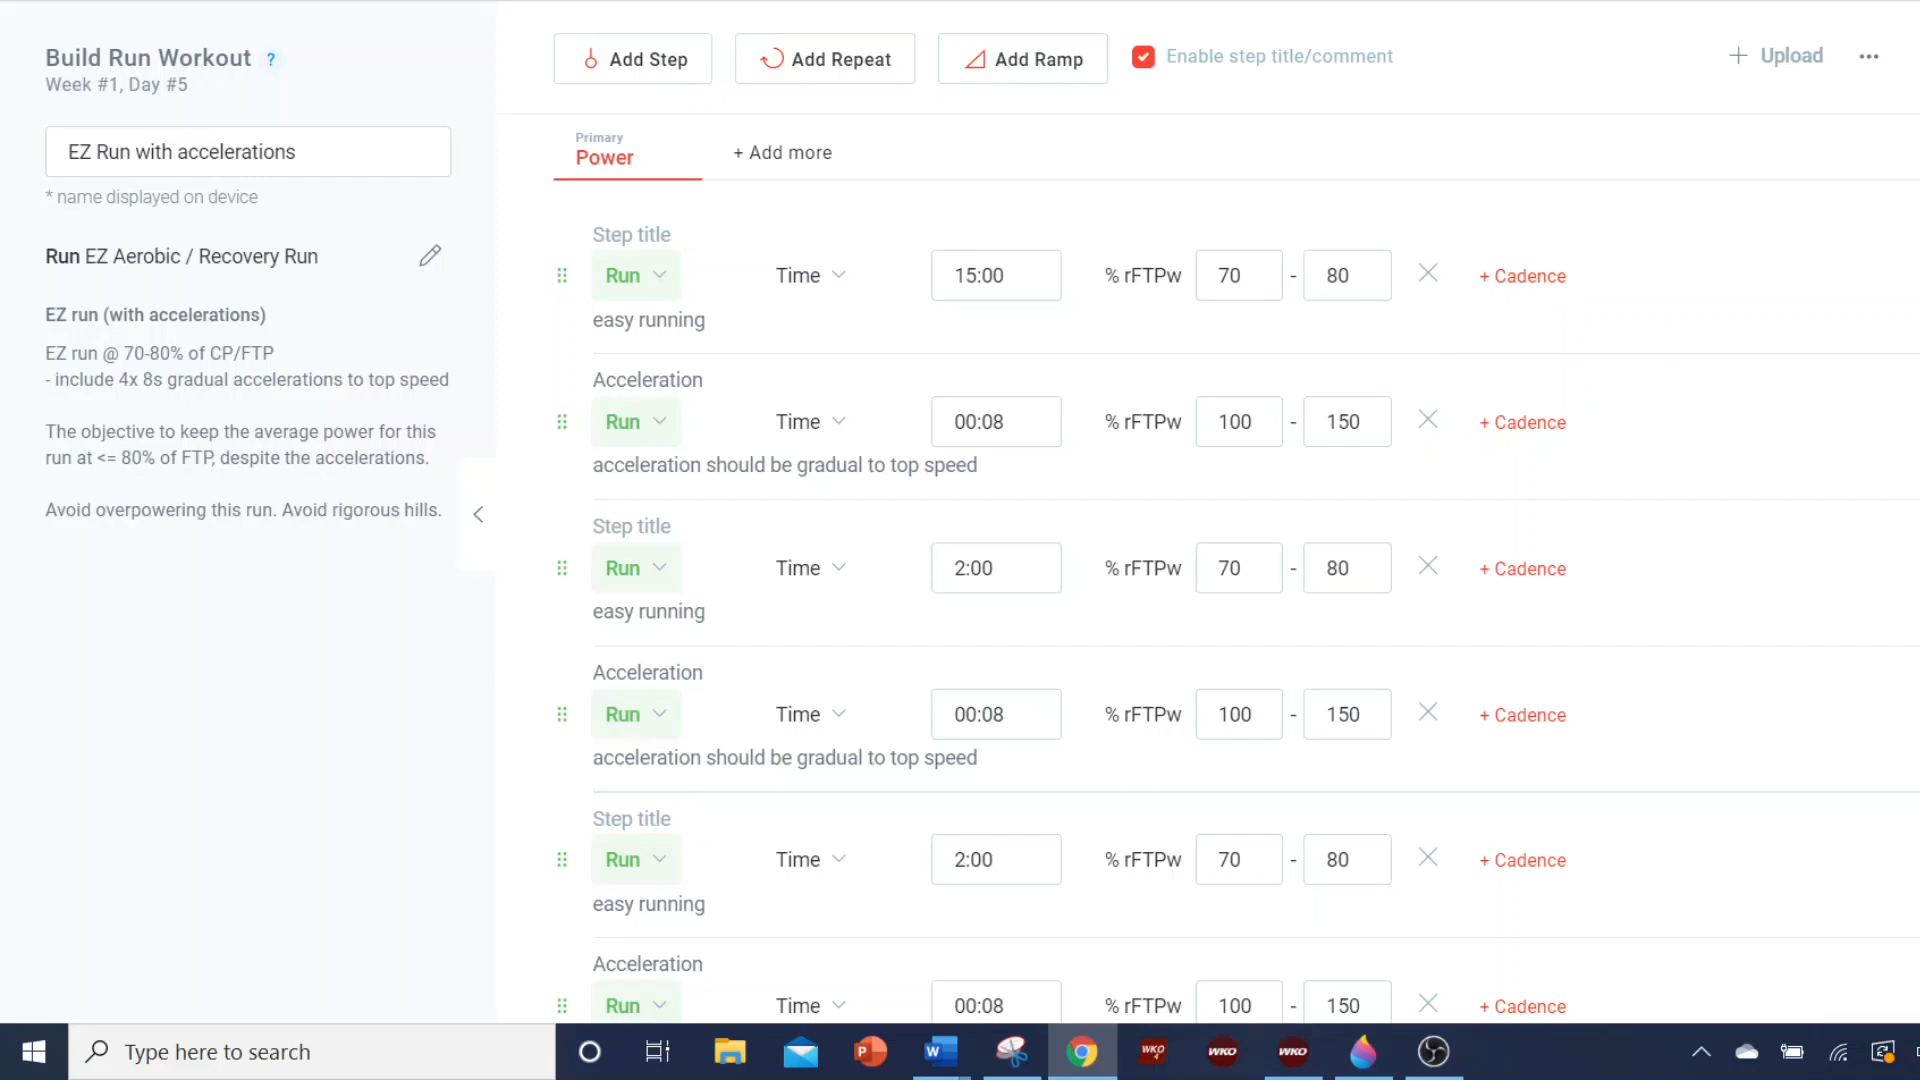 Build Run Workout ?
Week #1, Day #5
EZ Run with accelerations
* name displayed on device
Run EZ Aerobic / Recovery Run
EZ run (with accelerations)
EZ run @ 70-80% of CP/FTP
- include 4x 8s gradual accelerations to top speed
The objective to keep the average power for this
run at <= 80% of FTP, despite the accelerations.
Avoid overpowering this run. Avoid rigorous hills.
Add Step Add Repeat Add Ramp Enable step title/comment + Upload ...
Primary
Power + Add more
Step title
Run Time 15:00 % rFTPw 70 - 80 + Cadence
easy running
Acceleration
Run Time 00:08 % rFTPw 100 - 150 + Cadence
acceleration should be gradual to top speed
Step title
Run Time 2:00 % rFTPw 70 - 80 + Cadence
easy running
Acceleration
Run Time 00:08 % rFTPw 100 - 150 + Cadence
acceleration should be gradual to top speed
Step title
Run Time 2:00 % rFTPw 70 - 80 + Cadence
easy running
Acceleration
Run Time 00:08 % rFTPw 100 - 150 + Cadence
Type here to search P W WKO 4 WKO WKO